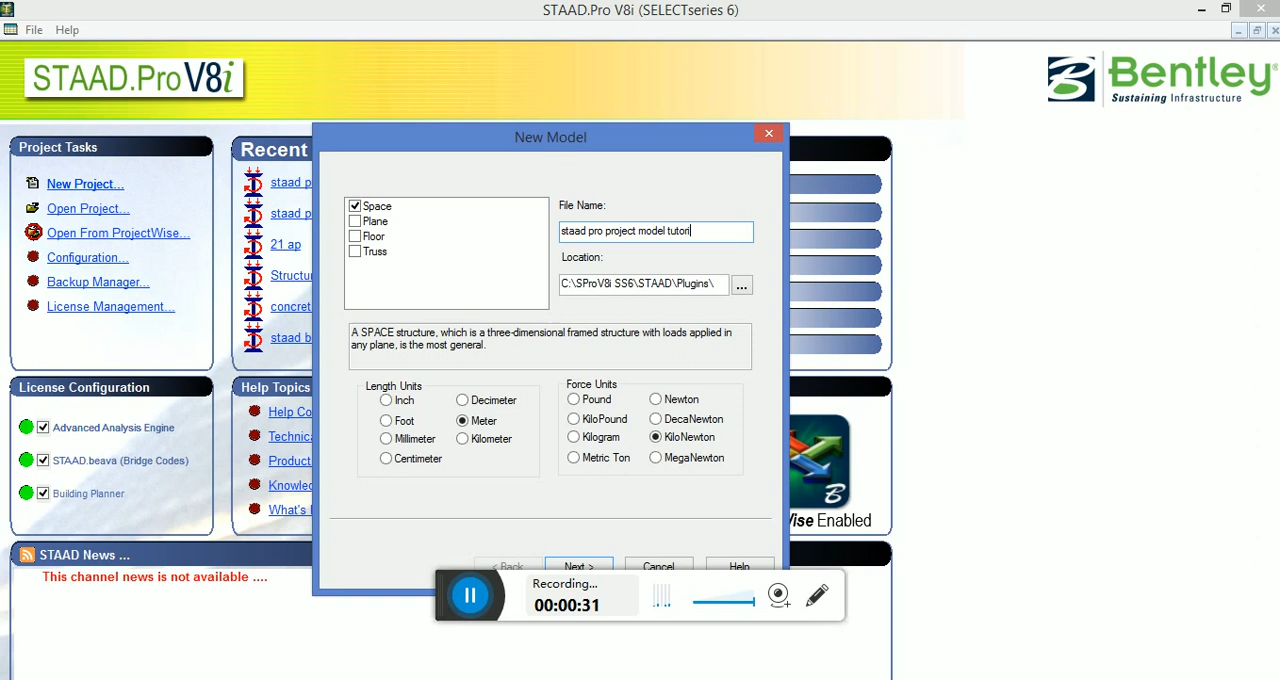 STAAD.Pro V8i (SELECTseries 6)
File Help
STAAD.Pro V8i
Bentley®
Sustaining Infrastructure
Project Tasks
New Project...
Open Project...
Open From ProjectWise...
Configuration...
Backup Manager...
License Management...
Recent
staad p
staad p
21 ap
Structu
concret
staad b
License Configuration
Advanced Analysis Engine
STAAD.beava (Bridge Codes)
Building Planner
Help Topics
Help Co
Technic
Product
Knowled
What's I
ise Enabled
STAAD News ...
This channel news is not available ....
New Model
Space
Plane
Floor
Truss
File Name:
staad pro project model tutori
Location:
C:\SProV8i SS6\STAAD\Plugins\
...
A SPACE structure, which is a three-dimensional framed structure with loads applied in
any plane, is the most general.
Length Units
Inch Decimeter
Foot Meter
Millimeter Kilometer
Centimeter
Force Units
Pound Newton
KiloPound DecaNewton
Kilogram KiloNewton
Metric Ton MegaNewton
< Back Next > Cancel Help
Recording...
00:00:31